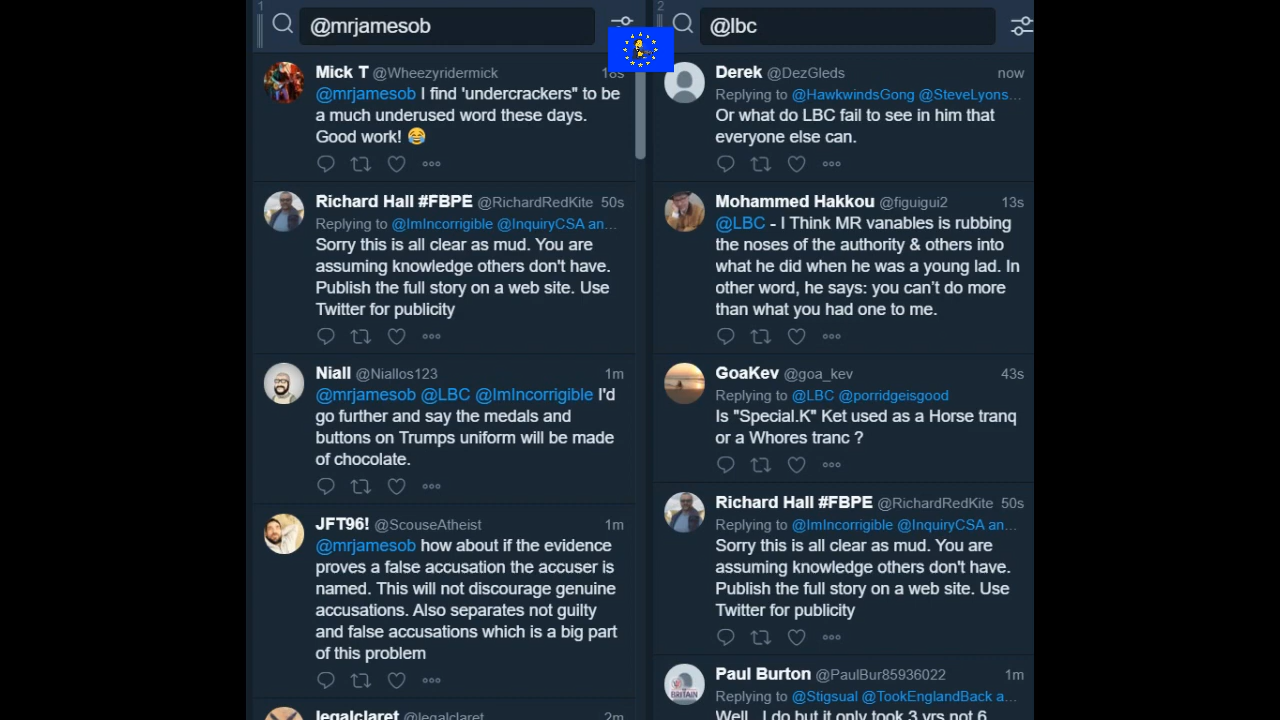 1
@mrjamesob
Mick T @Wheezyridermick 18s
@mrjamesob I find 'undercrackers" to be
a much underused word these days.
Good work! 😂
Richard Hall #FBPE @RichardRedKite 50s
Replying to @ImIncorrigible @InquiryCSA an…
Sorry this is all clear as mud. You are
assuming knowledge others don't have.
Publish the full story on a web site. Use
Twitter for publicity
Niall @Niallos123 1m
@mrjamesob @LBC @ImIncorrigible I'd
go further and say the medals and
buttons on Trumps uniform will be made
of chocolate.
JFT96! @ScouseAtheist 1m
@mrjamesob how about if the evidence
proves a false accusation the accuser is
named. This will not discourage genuine
accusations. Also separates not guilty
and false accusations which is a big part
of this problem
legalclaret @legalclaret 2m
2
@lbc
Derek @DezGleds now
Replying to @HawkwindsGong @SteveLyons…
Or what do LBC fail to see in him that
everyone else can.
Mohammed Hakkou @figuigui2 13s
@LBC - I Think MR vanables is rubbing
the noses of the authority & others into
what he did when he was a young lad. In
other word, he says: you can't do more
than what you had one to me.
GoaKev @goa_kev 43s
Replying to @LBC @porridgeisgood
Is "Special.K" Ket used as a Horse tranq
or a Whores tranc ?
Richard Hall #FBPE @RichardRedKite 50s
Replying to @ImIncorrigible @InquiryCSA an…
Sorry this is all clear as mud. You are
assuming knowledge others don't have.
Publish the full story on a web site. Use
Twitter for publicity
BRITAIN
Paul Burton @PaulBur85936022 1m
Replying to @Stigsual @TookEnglandBack a…
Well.. I do but it only took 3 yrs not 6